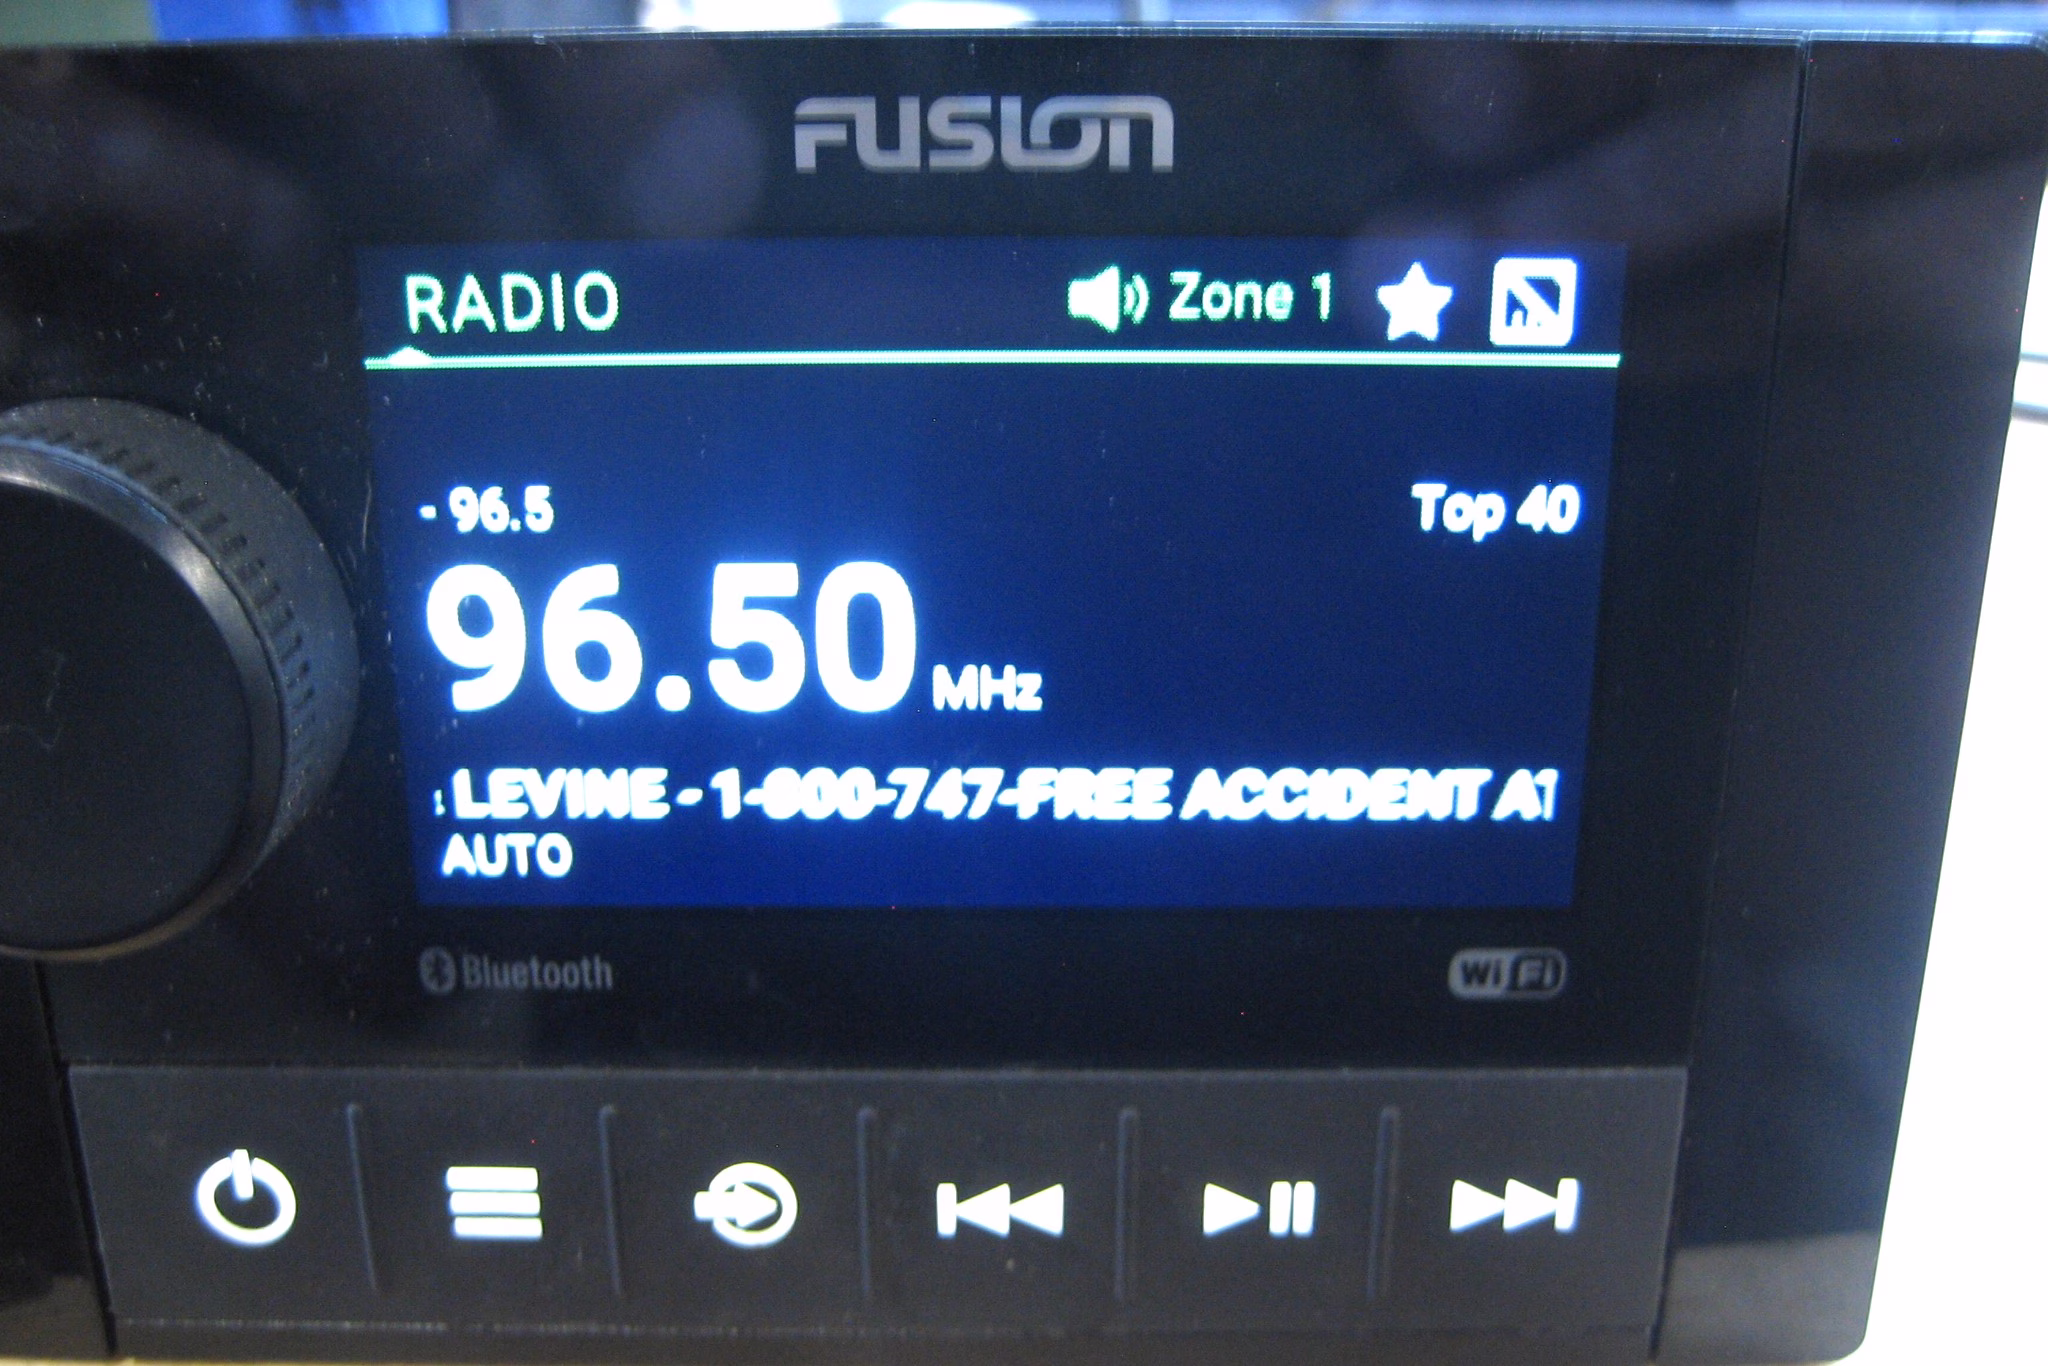 FUSION
RADIO Zone 1
- 96.5 Top 40
96.50 MHz
: LEVINE - 1-800-747-FREE ACCIDENT
AUTO
Bluetooth WiFi